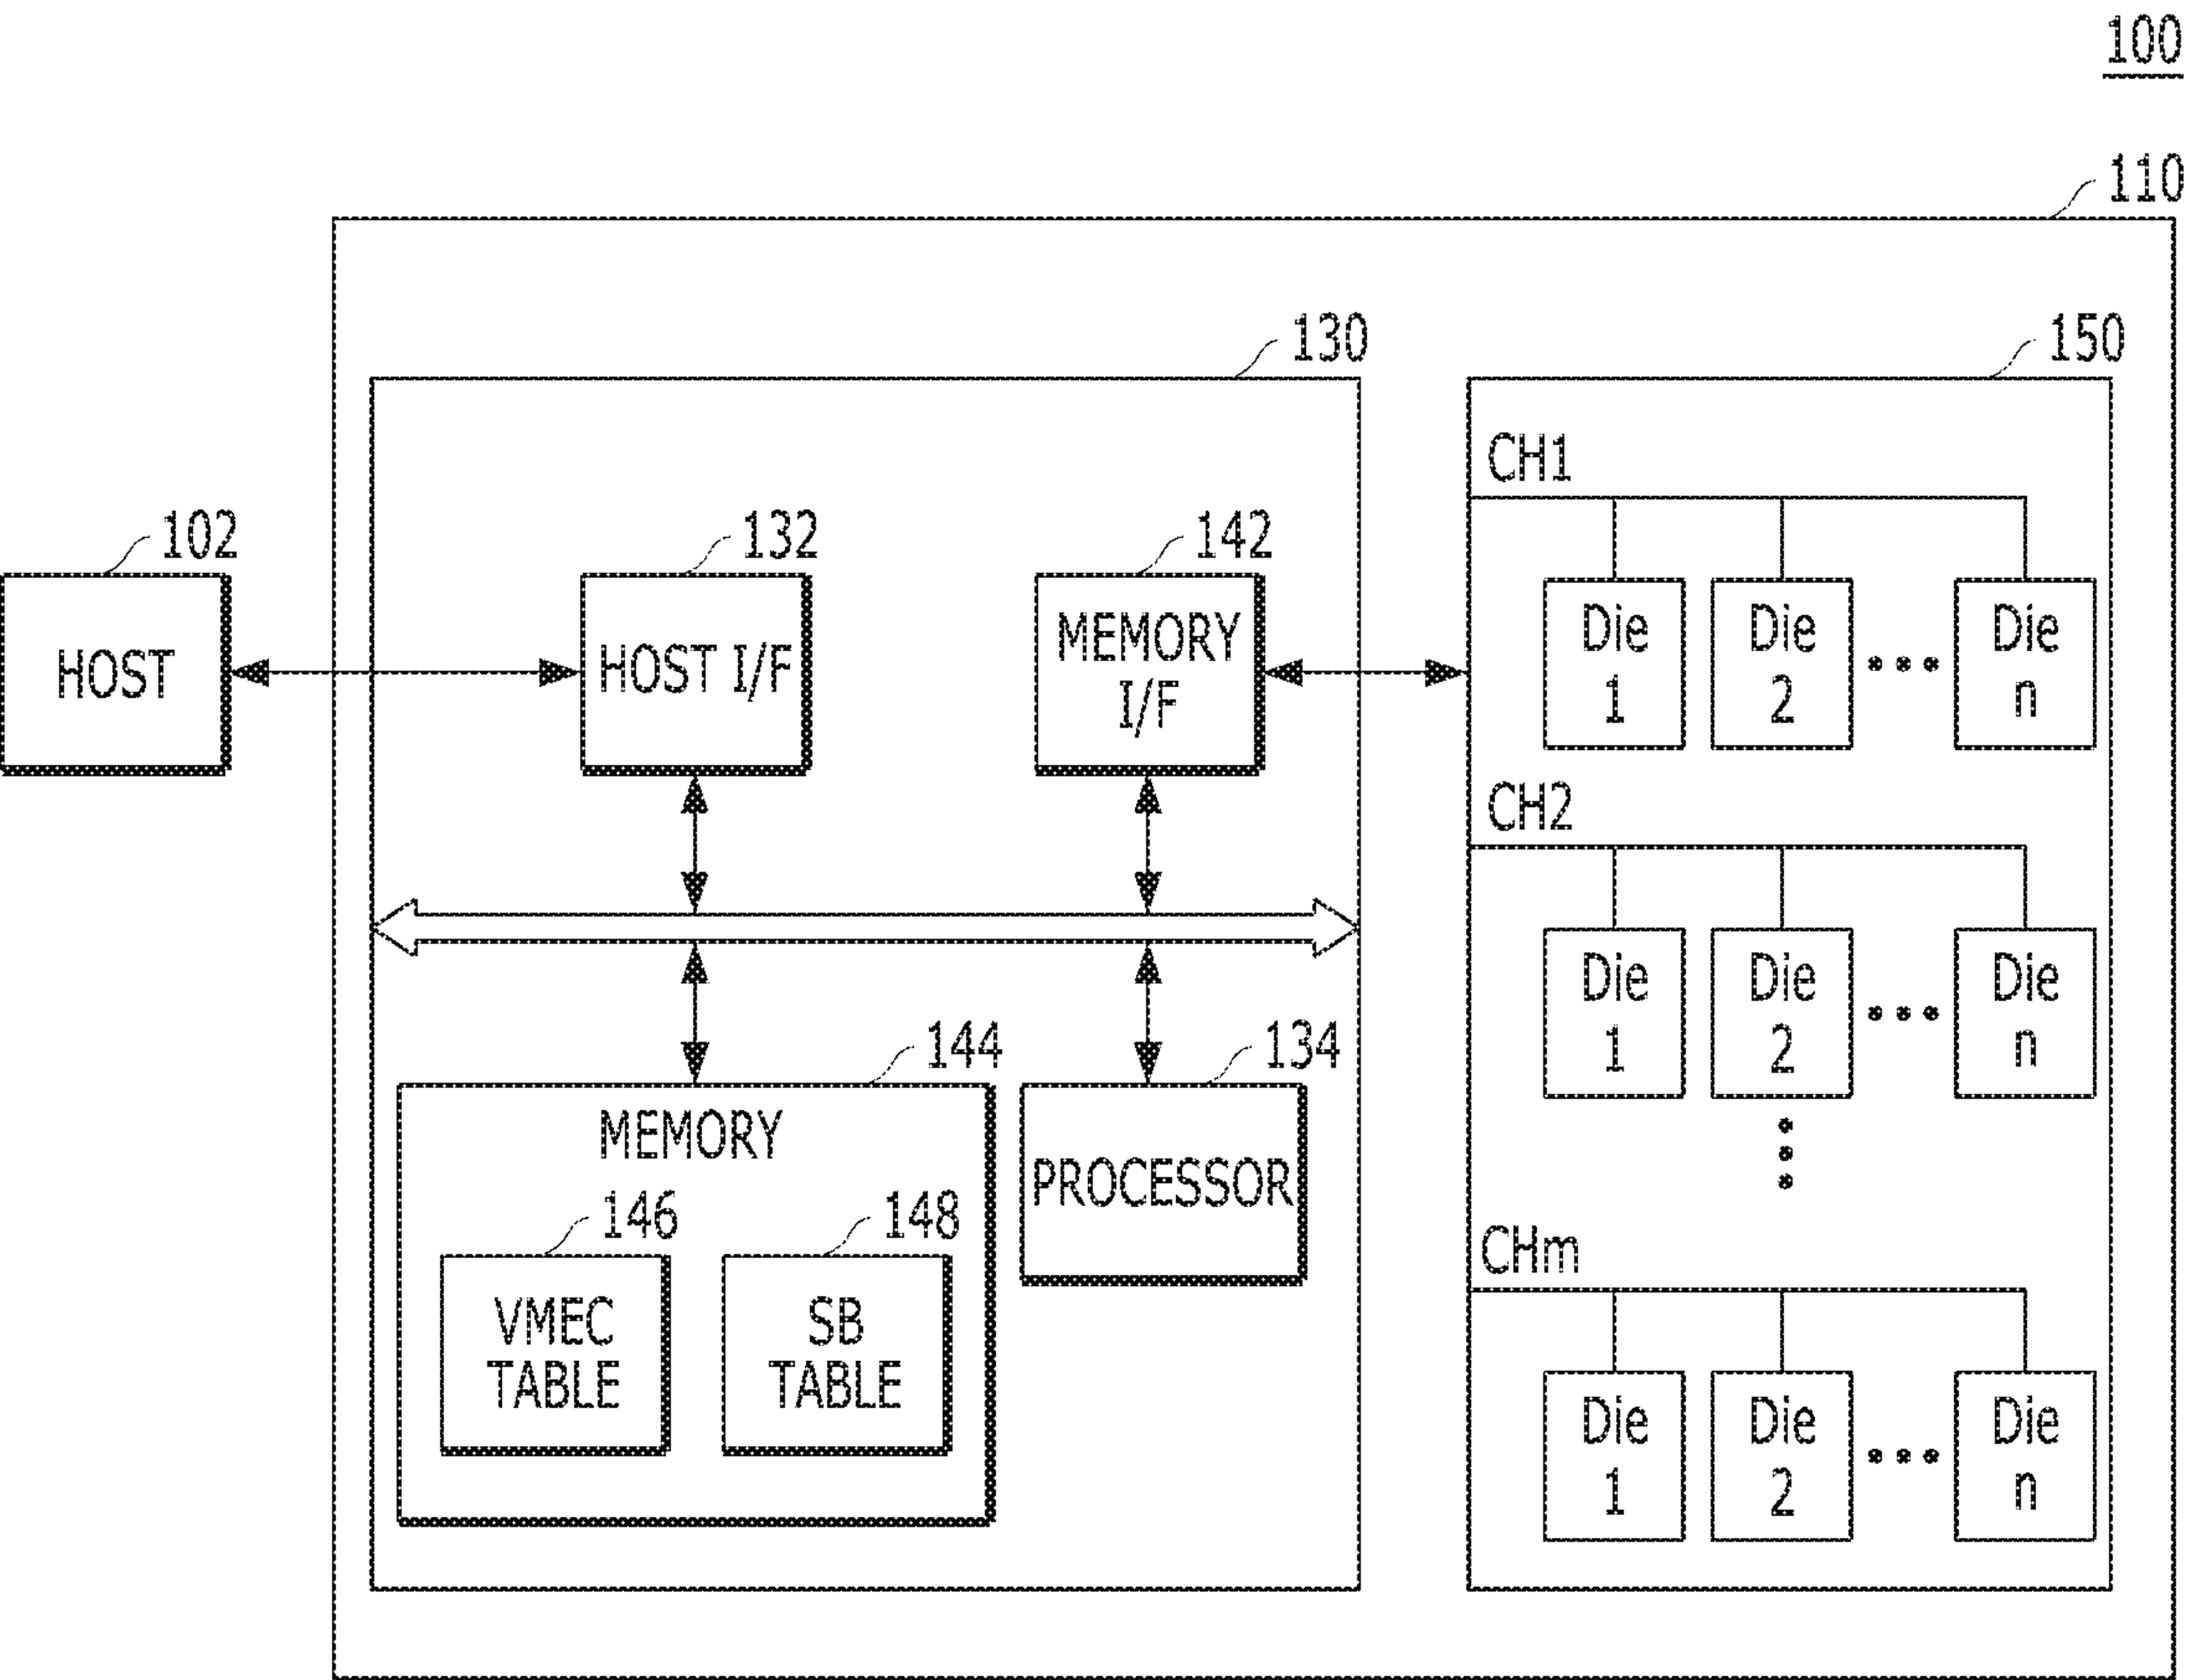 100
110
130
150
CH1
102
132
142
HOST
HOST I/F
MEMORY
I/F
Die
1
Die
2
Die
n
CH2
Die
1
Die
2
Die
n
144
134
MEMORY
PROCESSOR
146
148
VMEC
TABLE
SB
TABLE
CHm
Die
1
Die
2
Die
n